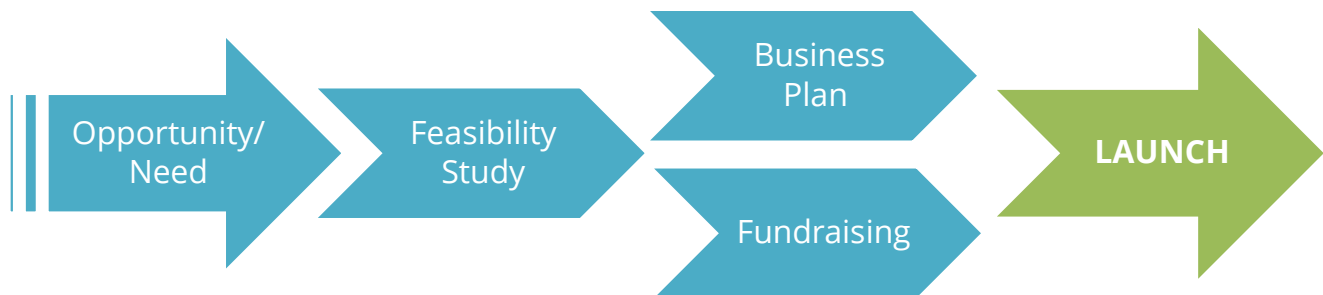 Opportunity/
Need
Feasibility
Study
Business
Plan
Fundraising
LAUNCH